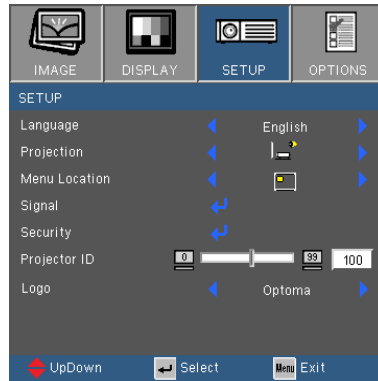 IMAGE DISPLAY SETUP OPTIONS
SETUP
Language English
Projection
Menu Location
Signal
Security
Projector ID 0 99 100
Logo Optoma
UpDown Select Menu Exit